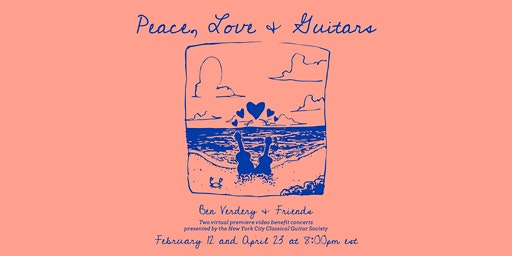 Peace, Love & Guitars
Ben Verdery & Friends
Two virtual premiere video benefit concerts
presented by the New York City Classical Guitar Society
February 12 and April 23 at 8:00pm est